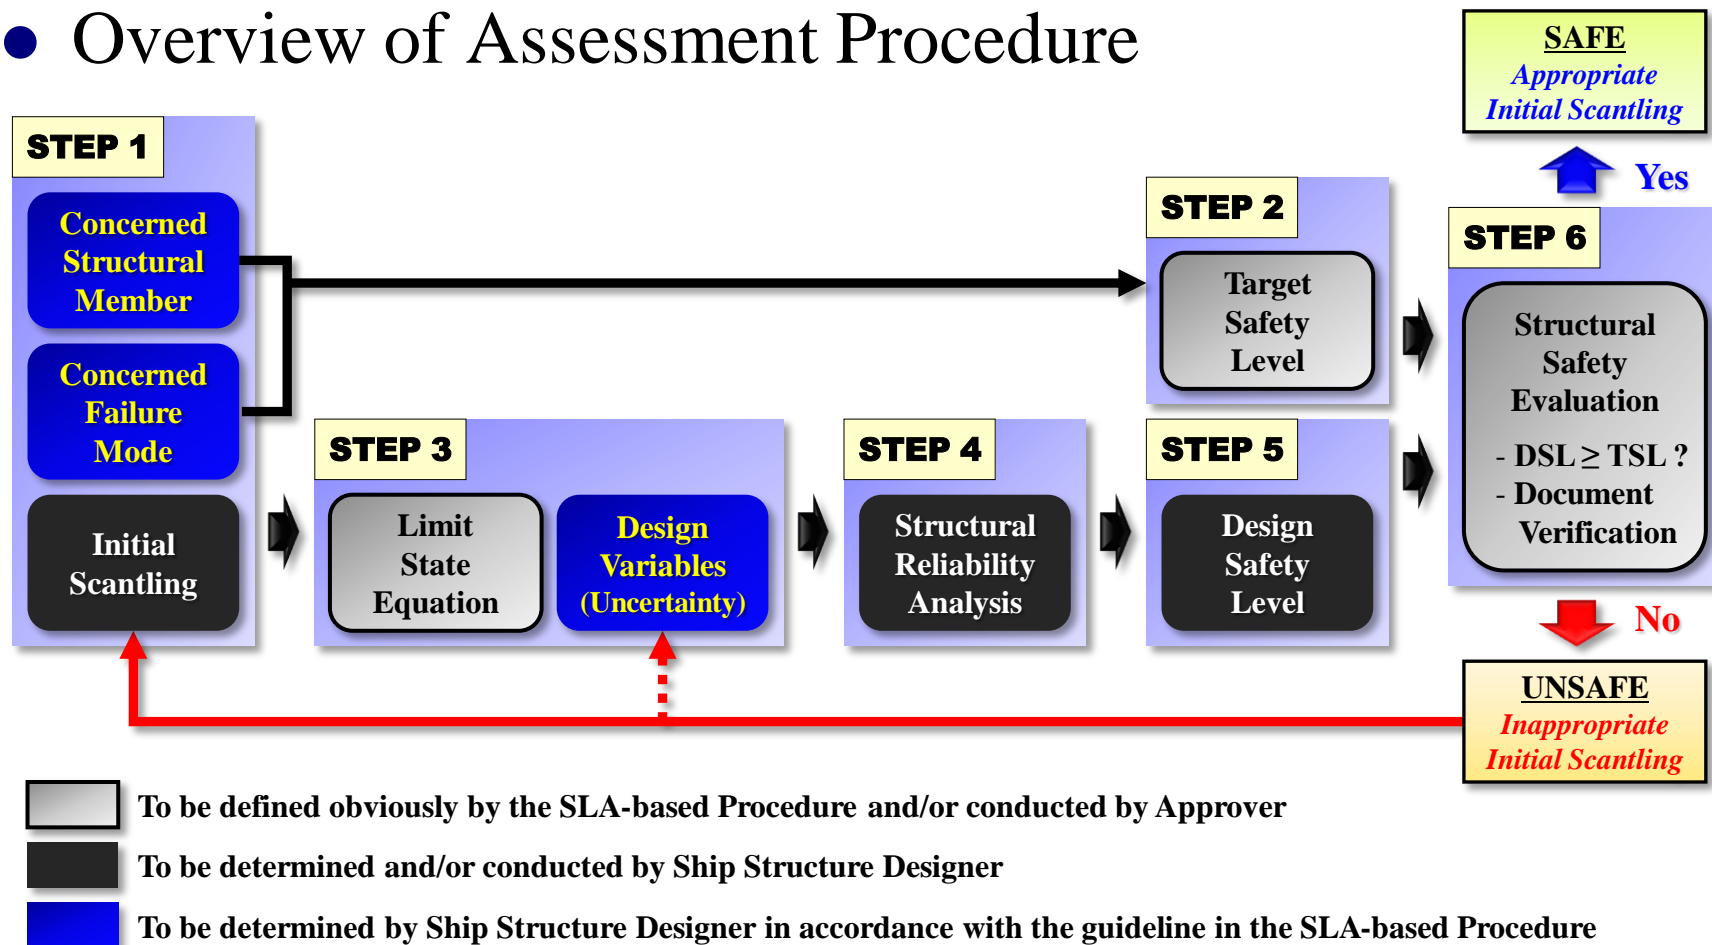 Overview of Assessment Procedure
SAFE
Appropriate
Initial Scantling
Yes
STEP 1
Concerned
Structural
Member
Concerned
Failure
Mode
Initial
Scantling
STEP 2
Target
Safety
Level
STEP 3
Limit
State
Equation
Design
Variables
(Uncertainty)
STEP 4
Structural
Reliability
Analysis
STEP 5
Design
Safety
Level
STEP 6
Structural
Safety
Evaluation
- DSL ≥ TSL ?
- Document
Verification
No
UNSAFE
Inappropriate
Initial Scantling
To be defined obviously by the SLA-based Procedure and/or conducted by Approver
To be determined and/or conducted by Ship Structure Designer
To be determined by Ship Structure Designer in accordance with the guideline in the SLA-based Procedure